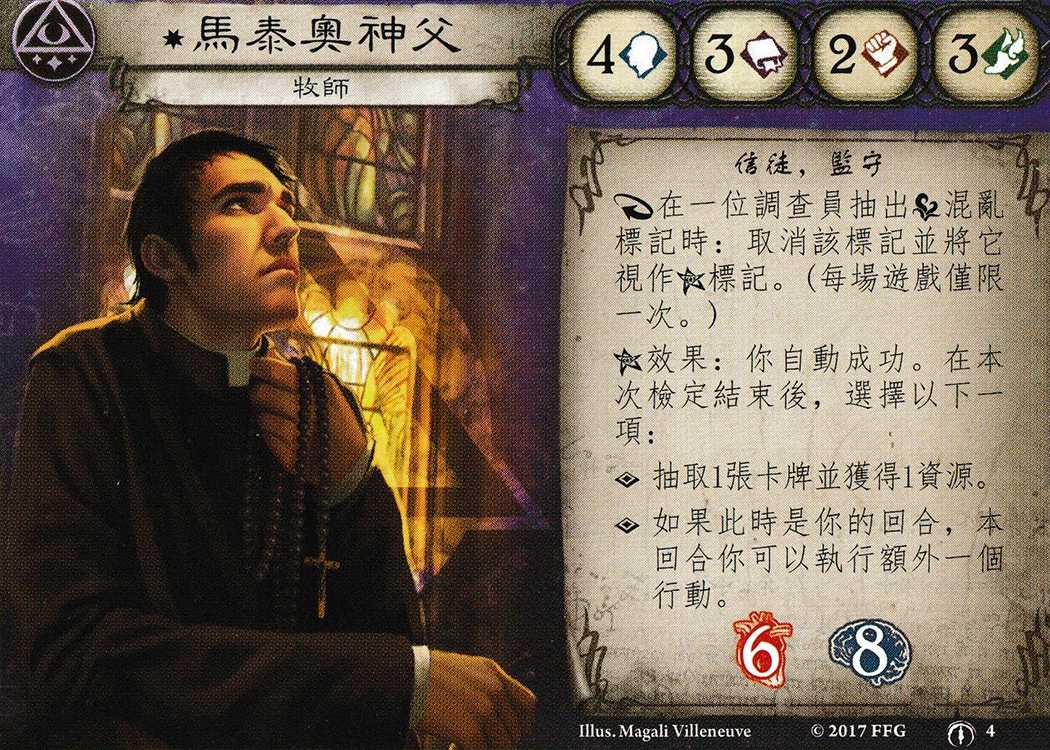 馬泰奧神父
牧師
4 3 2 3
信徒，監守
在一位調查員抽出混亂
標記時：取消該標記並將它
視作標記。（每場遊戲僅限
一次。）
效果：你自動成功。在本
次檢定結束後，選擇以下一
項：
抽取1張卡牌並獲得1資源。
如果此時是你的回合，本
回合你可以執行額外一個
行動。
6 8
Illus. Magali Villeneuve © 2017 FFG 4